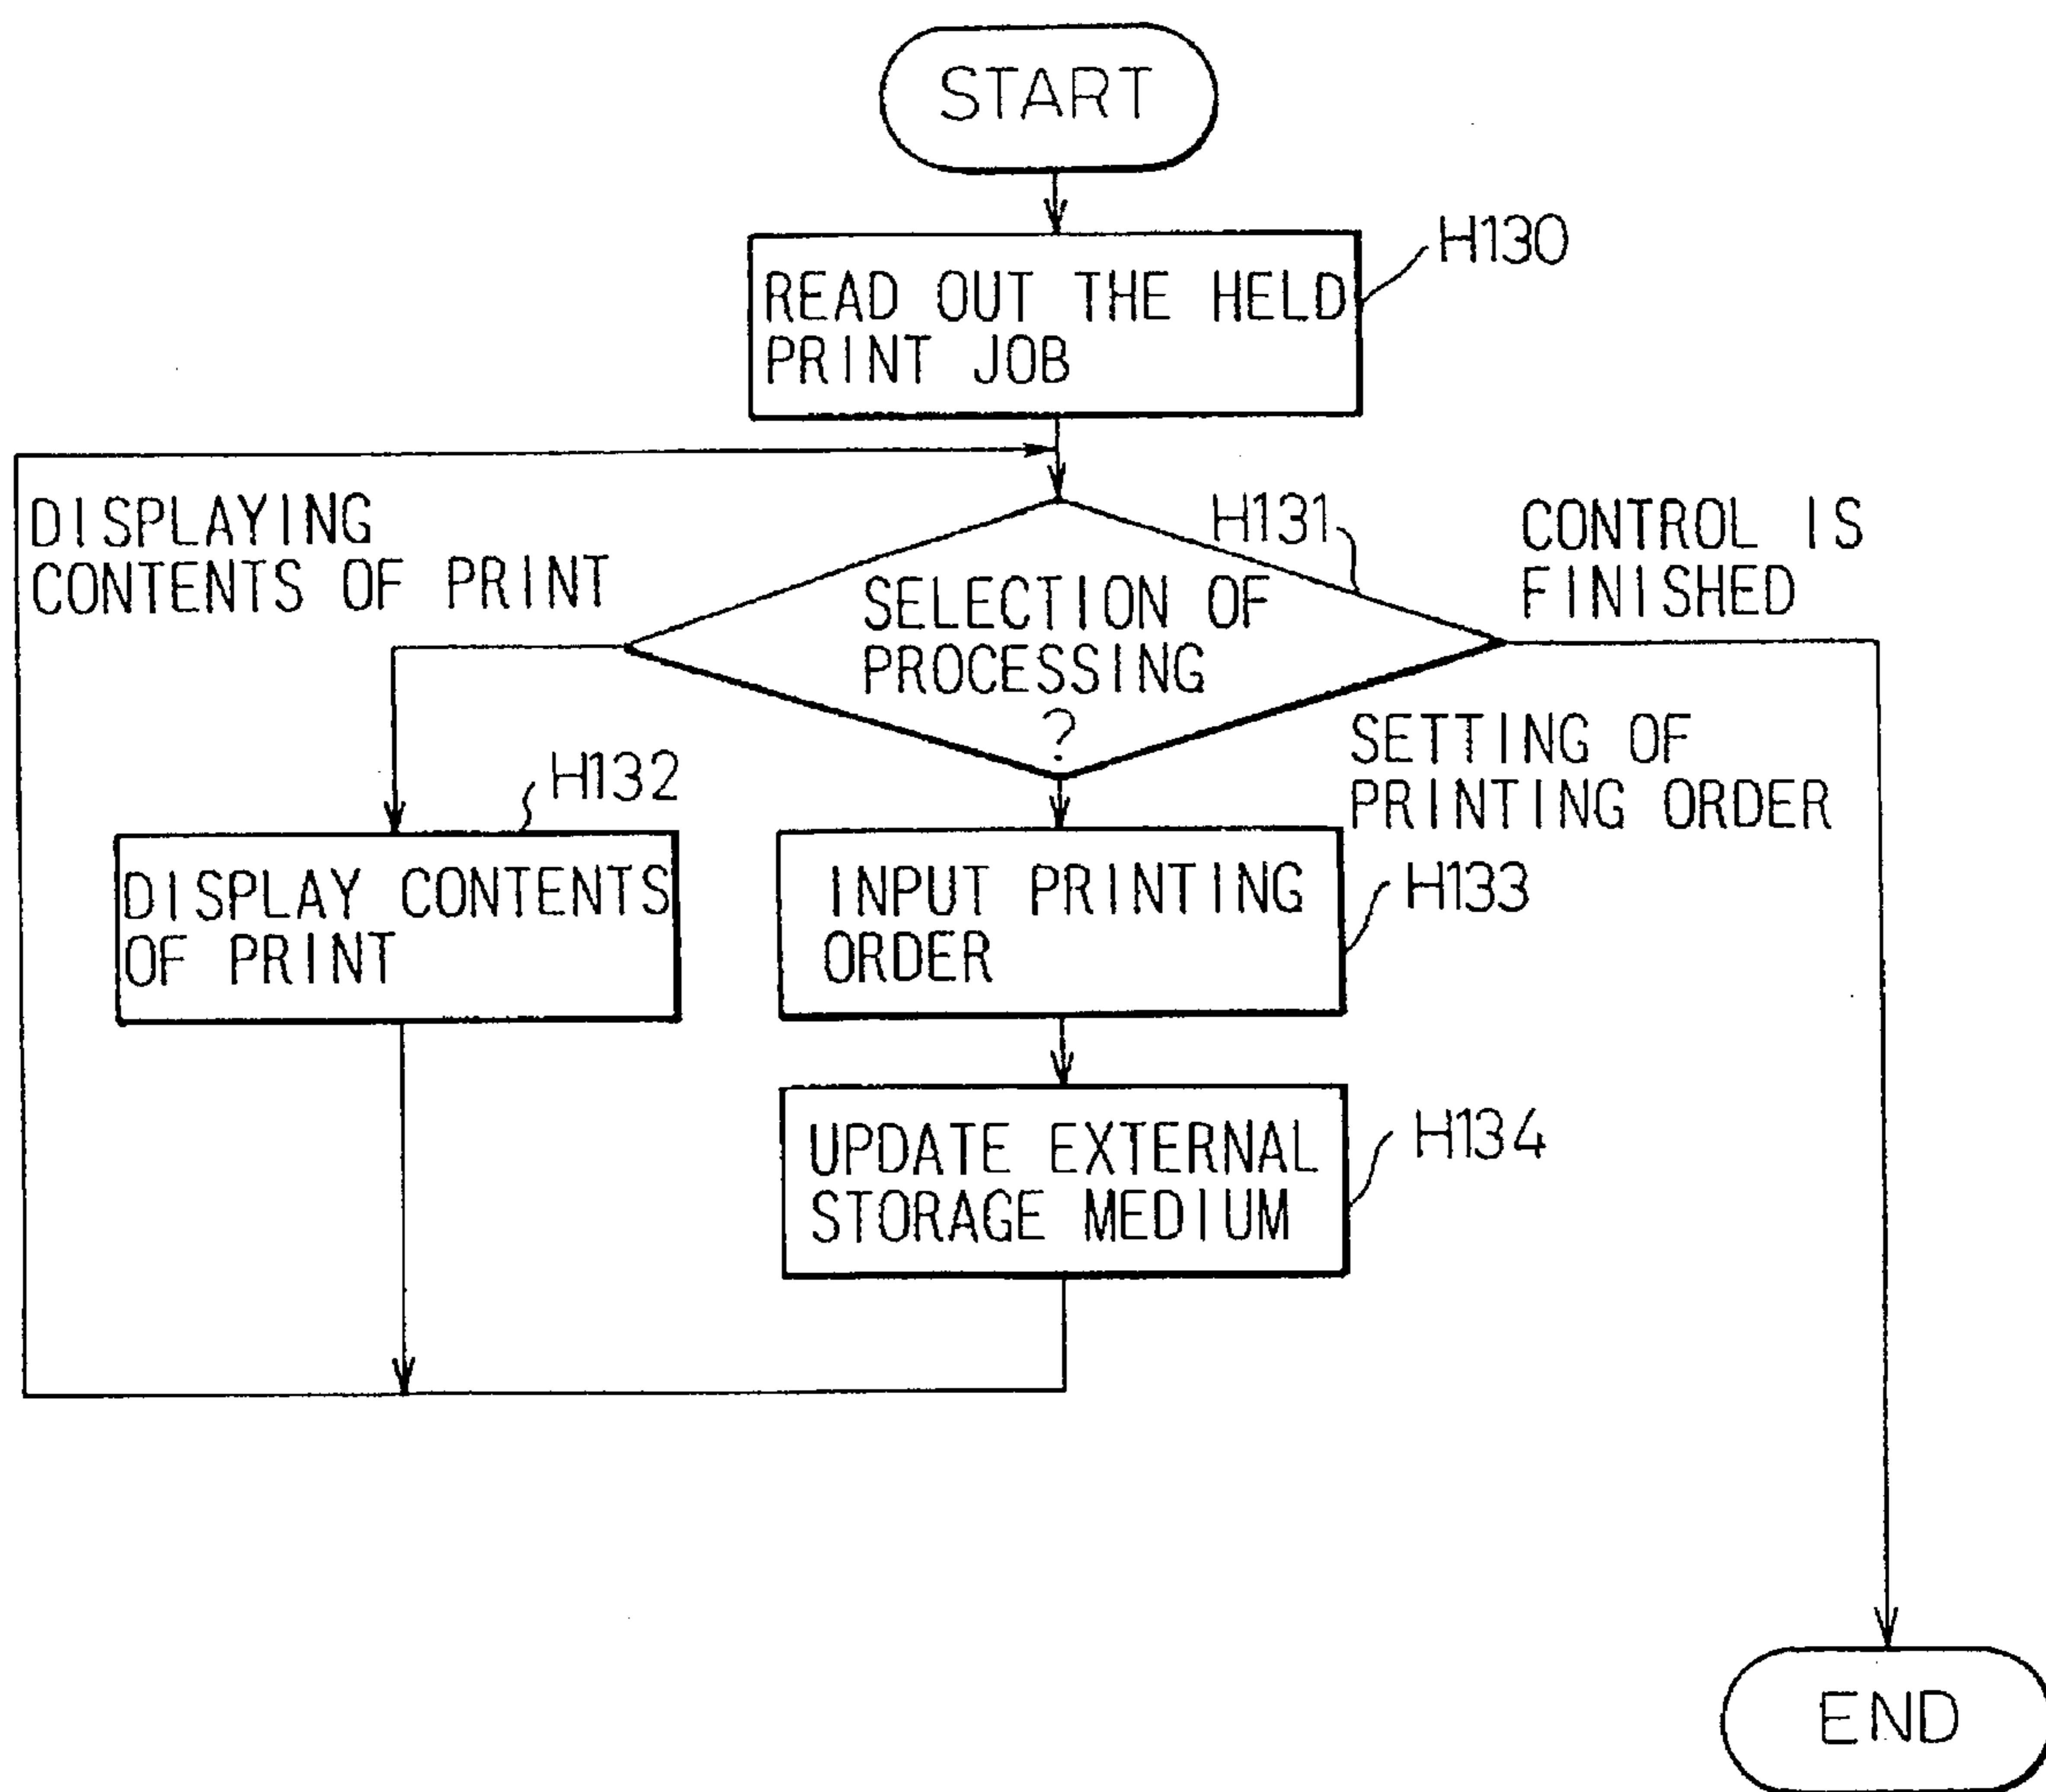 START
H130
READ OUT THE HELD
PRINT JOB
DISPLAYING
CONTENTS OF PRINT
H131
SELECTION OF
PROCESSING
?
CONTROL IS
FINISHED
SETTING OF
PRINTING ORDER
H132
DISPLAY CONTENTS
OF PRINT
INPUT PRINTING
ORDER
H133
UPDATE EXTERNAL
STORAGE MEDIUM
H134
END